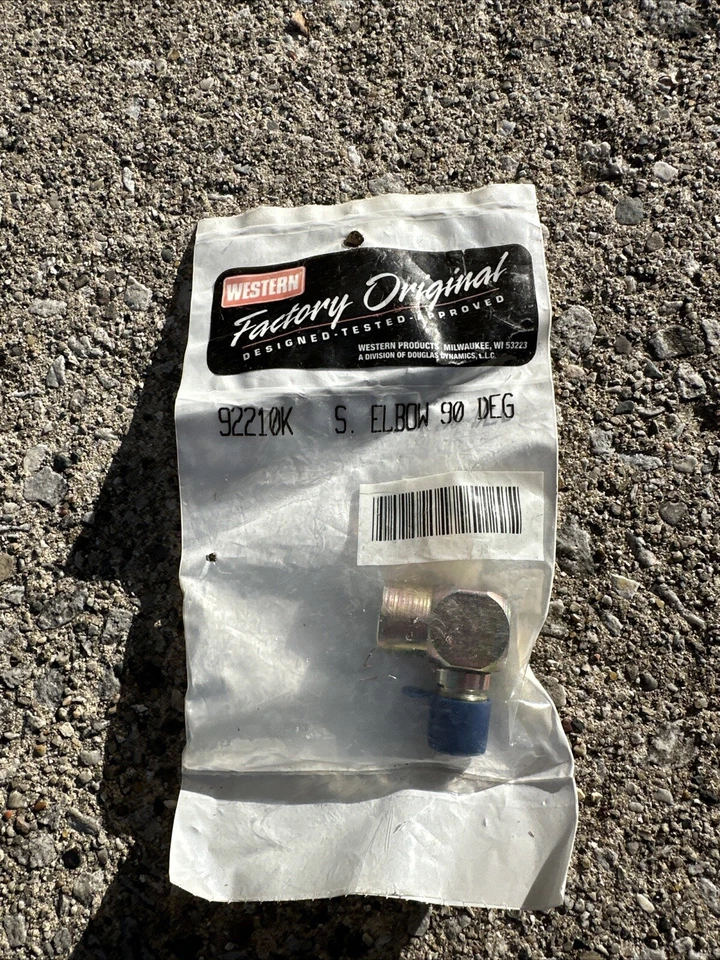 WESTERN
Factory Original
DESIGNED-TESTED-APPROVED
WESTERN PRODUCTS MILWAUKEE, WI 53223
A DIVISION OF DOUGLAS DYNAMICS, L.L.C.
92210K S. ELBOW 90 DEG